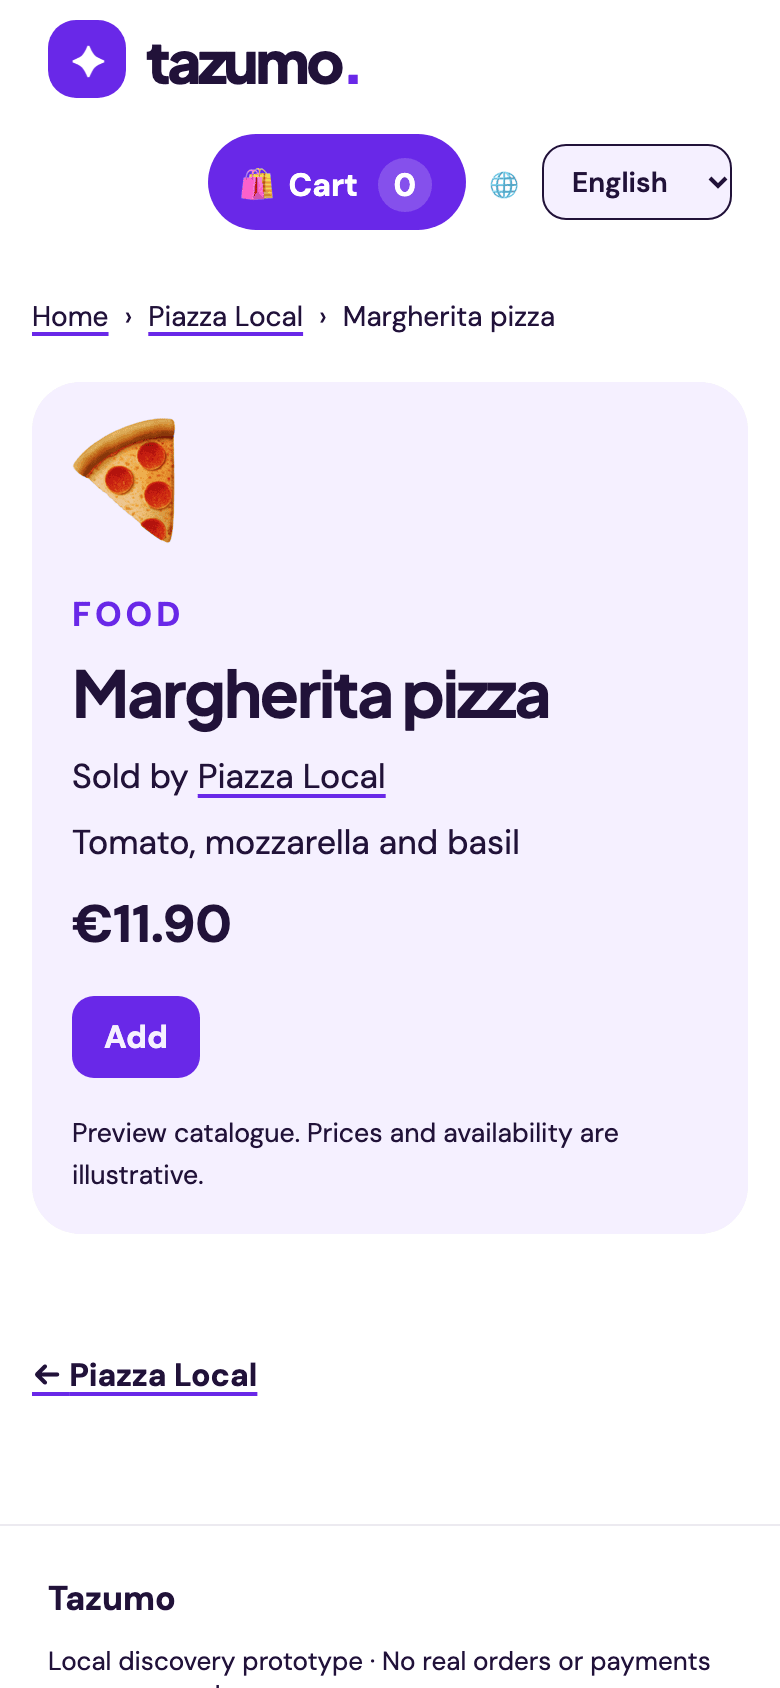 tazumo.
Cart 0
English
Home › Piazza Local › Margherita pizza
FOOD
Margherita pizza
Sold by Piazza Local
Tomato, mozzarella and basil
€11.90
Add
Preview catalogue. Prices and availability are
illustrative.
← Piazza Local
Tazumo
Local discovery prototype · No real orders or payments